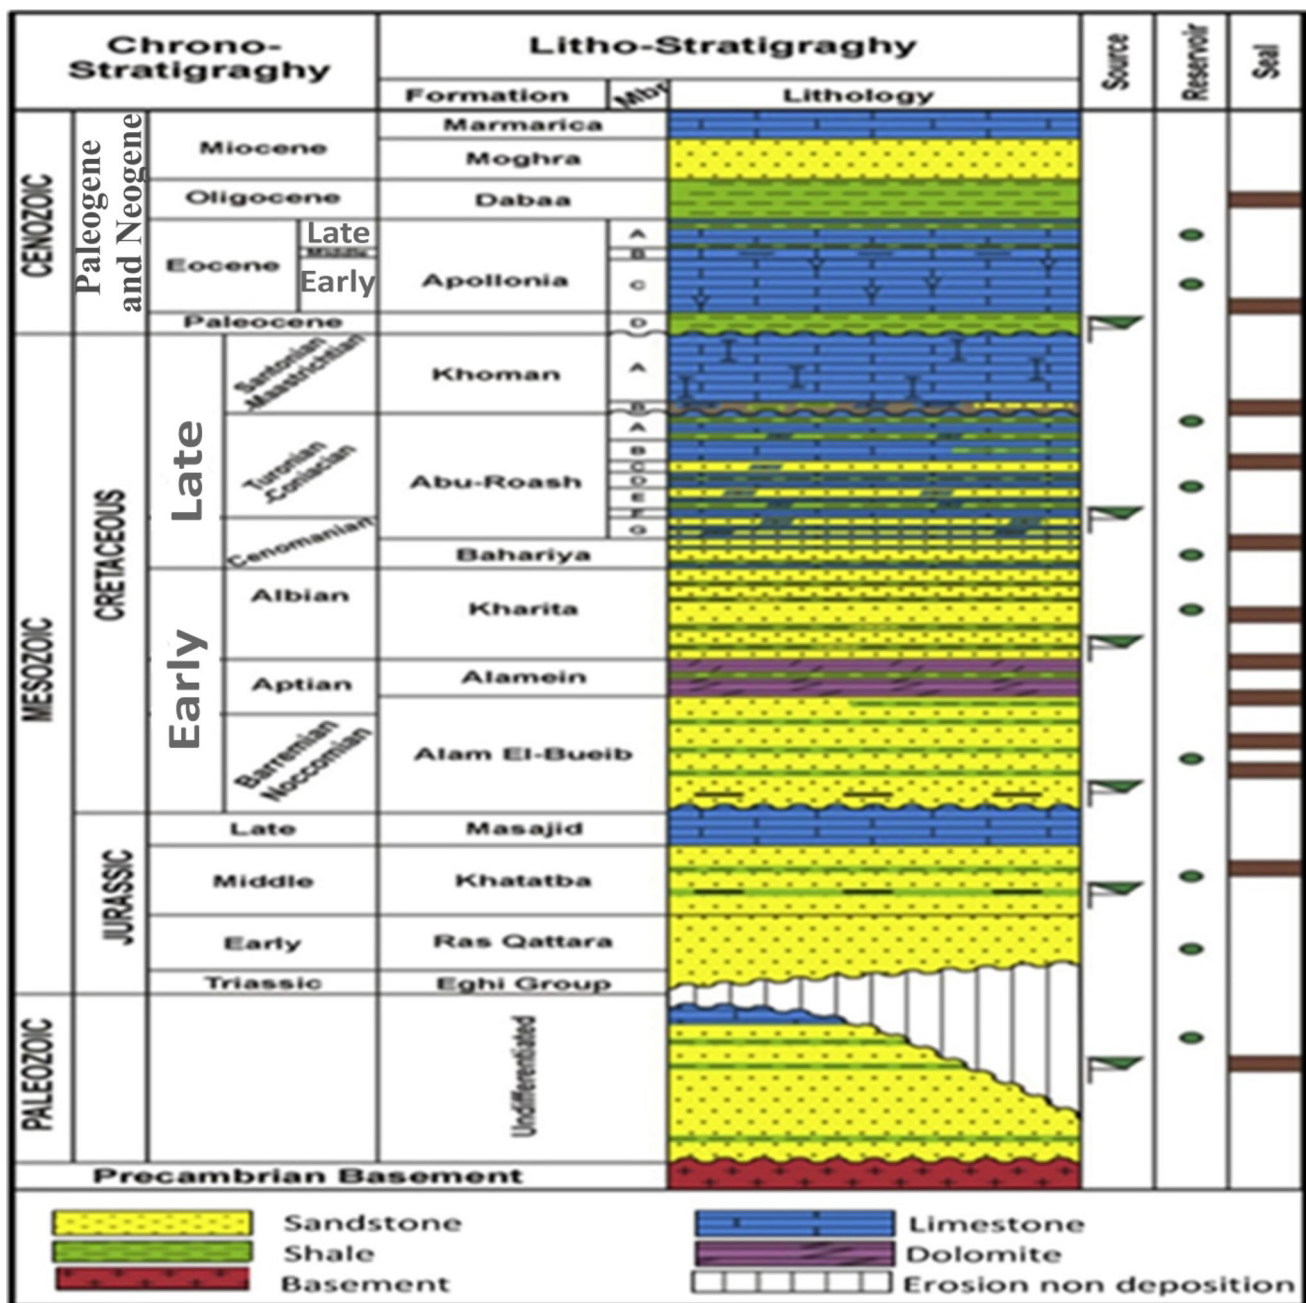 Chrono-
Stratigraghy
Litho-Stratigraghy
Source
Reservoir
Seal
Formation
Mbr
Lithology
CENOZOIC
Paleogene
and Neogene
Miocene
Marmarica
Moghra
Oligocene
Dabaa
Eocene
Late
Middle
Early
Apollonia
A
B
C
Paleocene
D
MESOZOIC
CRETACEOUS
Late
Santonian
Maastrichtian
Khoman
A
B
Turonian
.Coniacian
Abu-Roash
A
B
C
D
E
F
G
Cenomanian
Bahariya
Early
Albian
Kharita
Aptian
Alamein
Barremian
Noccomian
Alam El-Bueib
JURASSIC
Late
Masajid
Middle
Khatatba
Early
Ras Qattara
Triassic
Eghi Group
PALEOZOIC
Undifferentiated
Precambrian Basement
Sandstone
Limestone
Shale
Dolomite
Basement
Erosion non deposition